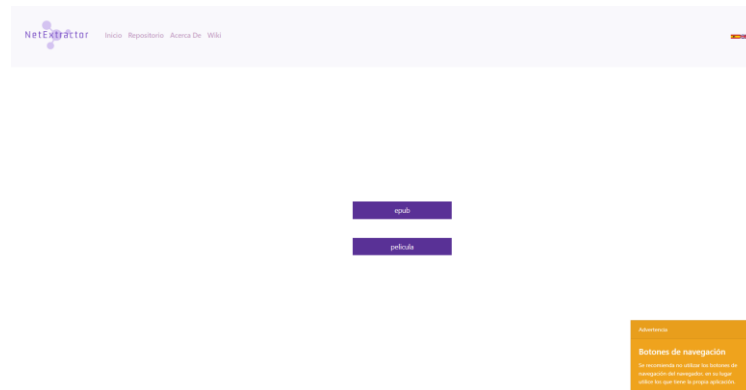 NetExtractor
Inicio Repositorio Acerca De Wiki
epub
película
Advertencia
Botones de navegación
Se recomienda no utilizar los botones de
navegación del navegador, en su lugar
utilice los que tiene la propia aplicación.